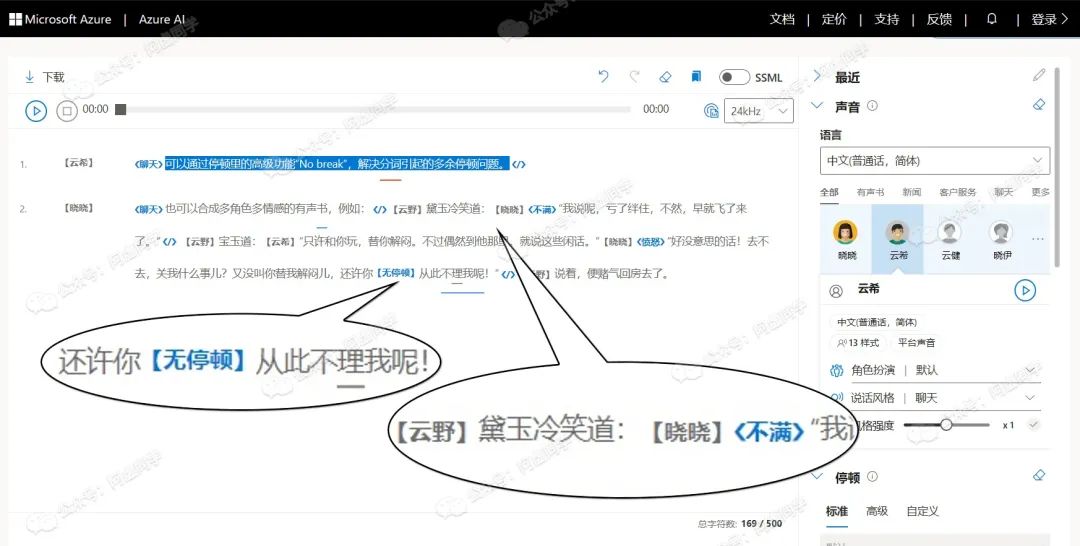 Microsoft Azure | Azure AI 文档 | 定价 | 支持 | 反馈 | | 登录
下载 SSML
00:00 00:00 24kHz
1. 【云希】 《聊天》可以通过停顿里的高级功能“No break”，解决分词引起的多余停顿问题。</>
2. 【晓晓】 《聊天》也可以合成多角色多情感的有声书，例如：</>【云野】黛玉冷笑道：【晓晓】《不满》“我说呢，亏了绊住，不然，早就飞了来
了。”</>【云野】宝玉道：【云希】“只许和你玩，替你解闷。不过偶然到他那里，就说这些闲话。”【晓晓】《愤怒》“好没意思的话！去不
去，关我什么事儿？又没叫你替我解闷儿，还许你【无停顿】从此不理我呢！”</> 野】说着，便赌气回房去了。
还许你【无停顿】从此不理我呢！
【云野】黛玉冷笑道：【晓晓】《不满》“我
总字符数: 169 / 500
最近
声音
语言
中文(普通话，简体)
全部 有声书 新闻 客户服务 聊天 更多
晓晓 云希 云健 晓伊
云希
中文(普通话，简体)
13 样式 平台声音
角色扮演 | 默认
说话风格 | 聊天
格强度 x 1
停顿
标准 高级 自定义
公众号：阿虚同学